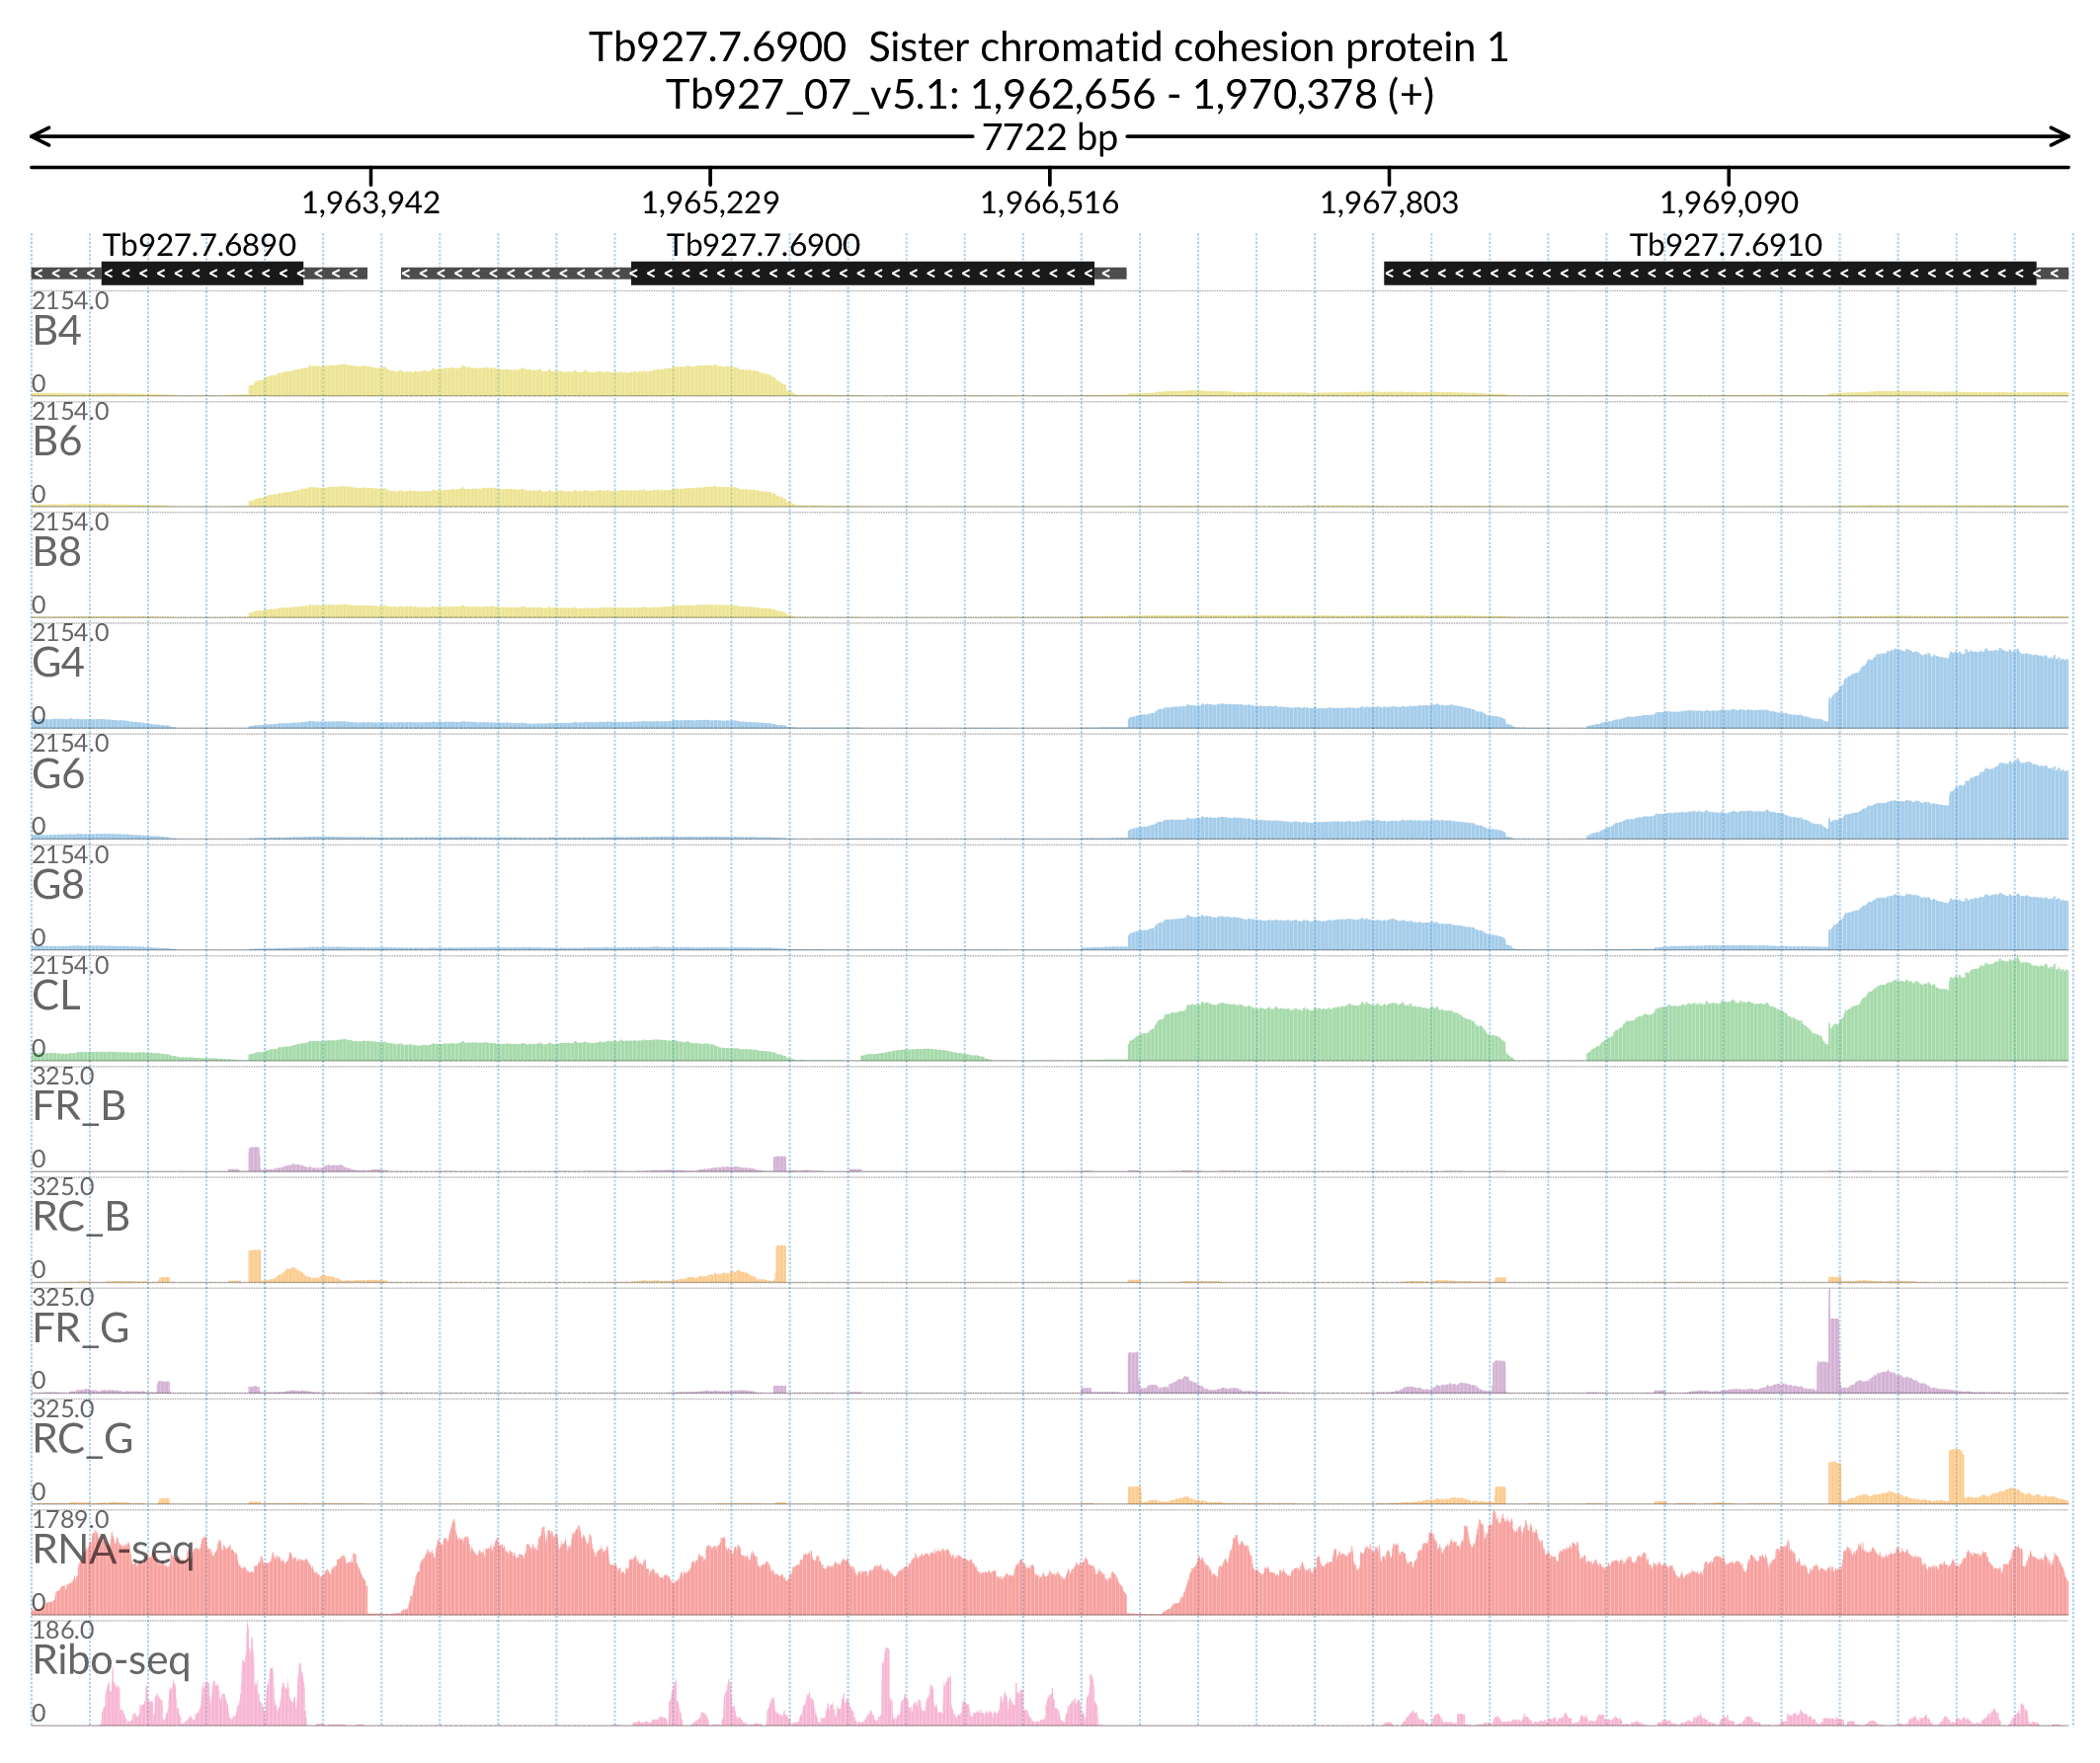 Tb927.7.6900 Sister chromatid cohesion protein 1
Tb927_07_v5.1: 1,962,656 - 1,970,378 (+)
7722 bp
1,963,942 1,965,229 1,966,516 1,967,803 1,969,090
Tb927.7.6890 Tb927.7.6900 Tb927.7.6910
2154.0
B4
0
2154.0
B6
0
2154.0
B8
0
2154.0
G4
0
2154.0
G6
0
2154.0
G8
0
2154.0
CL
0
325.0
FR_B
0
325.0
RC_B
0
325.0
FR_G
0
325.0
RC_G
0
1789.0
RNA-seq
0
186.0
Ribo-seq
0